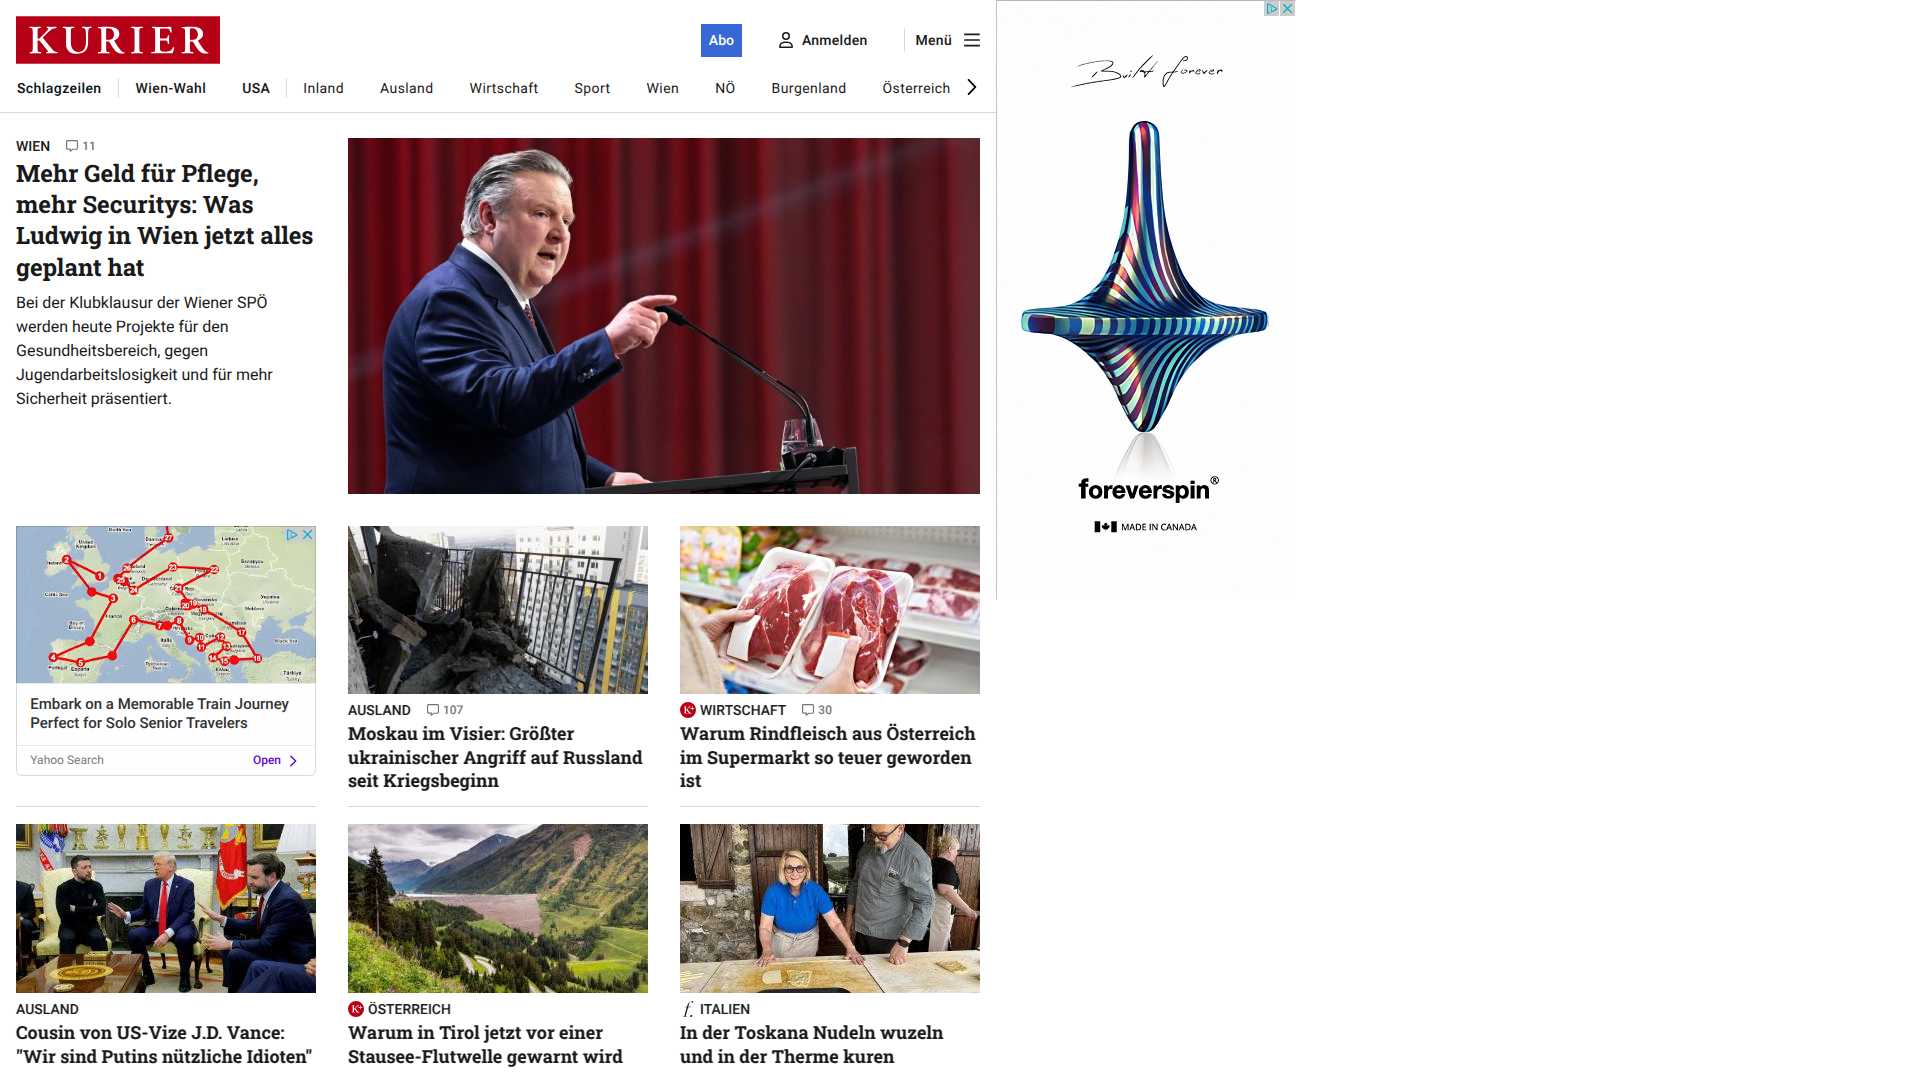 KURIER
Abo
Anmelden
Menü
Schlagzeilen
Wien-Wahl
USA
Inland
Ausland
Wirtschaft
Sport
Wien
NÖ
Burgenland
Österreich
WIEN 11
Mehr Geld für Pflege,
mehr Securitys: Was
Ludwig in Wien jetzt alles
geplant hat
Bei der Klubklausur der Wiener SPÖ
werden heute Projekte für den
Gesundheitsbereich, gegen
Jugendarbeitslosigkeit und für mehr
Sicherheit präsentiert.
Built forever
foreverspin®
MADE IN CANADA
Embark on a Memorable Train Journey
Perfect for Solo Senior Travelers
Yahoo Search
Open
AUSLAND 107
Moskau im Visier: Größter
ukrainischer Angriff auf Russland
seit Kriegsbeginn
K+ WIRTSCHAFT 30
Warum Rindfleisch aus Österreich
im Supermarkt so teuer geworden
ist
AUSLAND
Cousin von US-Vize J.D. Vance:
"Wir sind Putins nützliche Idioten"
K+ ÖSTERREICH
Warum in Tirol jetzt vor einer
Stausee-Flutwelle gewarnt wird
f. ITALIEN
In der Toskana Nudeln wuzeln
und in der Therme kuren